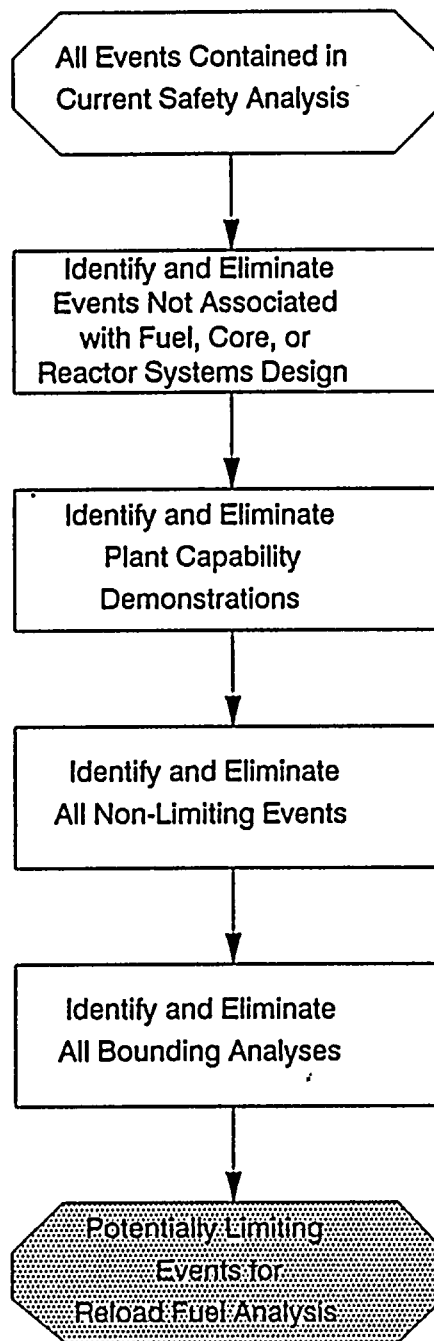 All Events Contained in
Current Safety Analysis
Identify and Eliminate
Events Not Associated
with Fuel, Core, or
Reactor Systems Design
Identify and Eliminate
Plant Capability
Demonstrations
Identify and Eliminate
All Non-Limiting Events
Identify and Eliminate
All Bounding Analyses
Potentially Limiting
Events for
Reload Fuel Analysis